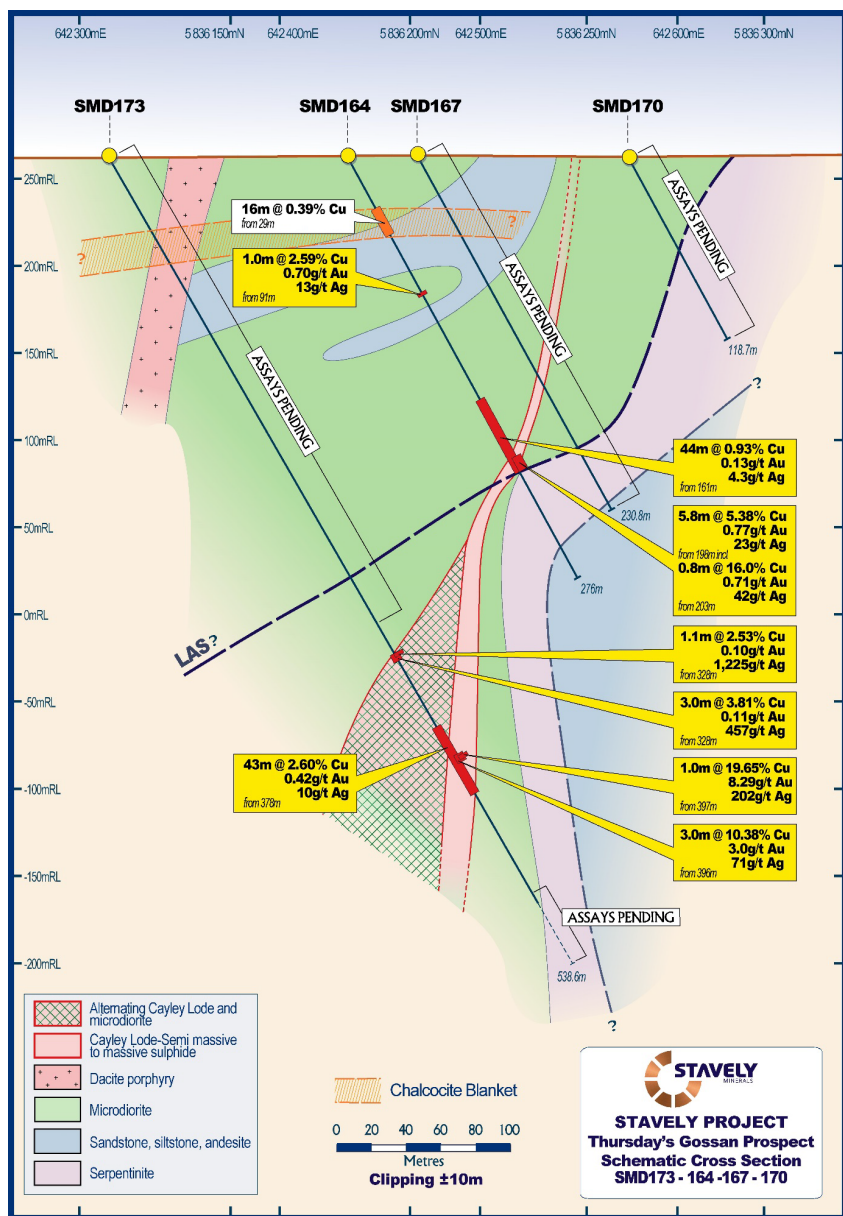 642 300mE
5 836 150mN
642 400mE
5 836 200 mN
642 500mE
5 836 250 mN
642 600mE
5 836 300 mN
SMD173
SMD164
SMD167
SMD170
250mRL
200mRL
150mRL
100mRL
50mRL
0mRL
-50mRL
-100mRL
-150mRL
-200mRL
16m @ 0.39% Cu
from 29m
1.0m @ 2.59% Cu
0.70g/t Au
13g/t Ag
from 91m
?
?
ASSAYS PENDING
ASSAYS PENDING
ASSAYS PENDING
118.7m
?
44m @ 0.93% Cu
0.13g/t Au
4.3g/t Ag
from 161m
230.8m
5.8m @ 5.38% Cu
0.77g/t Au
23g/t Ag
from 198m incl
0.8m @ 16.0% Cu
0.71g/t Au
42g/t Ag
from 203m
276m
LAS?
1.1m @ 2.53% Cu
0.10g/t Au
1,225g/t Ag
from 328m
3.0m @ 3.81% Cu
0.11g/t Au
457g/t Ag
from 328m
43m @ 2.60% Cu
0.42g/t Au
10g/t Ag
from 378m
1.0m @ 19.65% Cu
8.29g/t Au
202g/t Ag
from 397m
3.0m @ 10.38% Cu
3.0g/t Au
71g/t Ag
from 396m
ASSAYS PENDING
538.6m
?
Alternating Cayley Lode and
microdiorite
Cayley Lode-Semi massive
to massive sulphide
Dacite porphyry
Microdiorite
Sandstone, siltstone, andesite
Serpentinite
Chalcocite Blanket
0 20 40 60 80 100
Metres
Clipping ±10m
STAVELY
MINERALS
STAVELY PROJECT
Thursday's Gossan Prospect
Schematic Cross Section
SMD173 - 164 -167 - 170